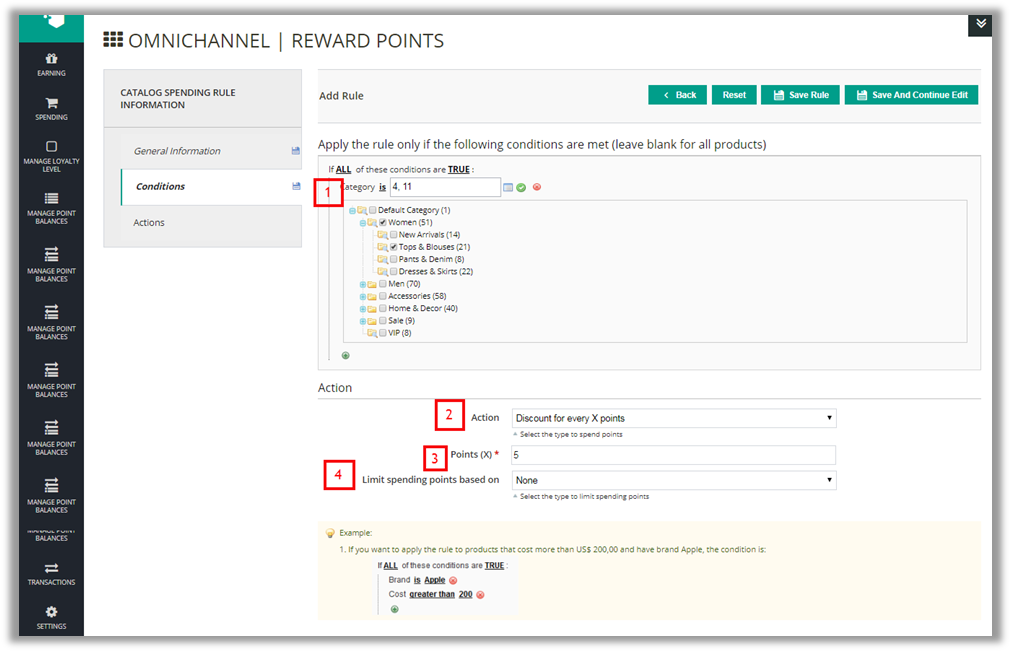 OMNICHANNEL | REWARD POINTS
EARNING
SPENDING
MANAGE LOYALTY
LEVEL
MANAGE POINT
BALANCES
MANAGE POINT
BALANCES
MANAGE POINT
BALANCES
MANAGE POINT
BALANCES
MANAGE POINT
BALANCES
MANAGE POINT
BALANCES
MANAGE POINT
BALANCES
TRANSACTIONS
SETTINGS
CATALOG SPENDING RULE
INFORMATION
General Information
Conditions
Actions
Add Rule
Back Reset Save Rule Save And Continue Edit
Apply the rule only if the following conditions are met (leave blank for all products)
If ALL of these conditions are TRUE :
1 Category is 4, 11
Default Category (1)
Women (51)
New Arrivals (14)
Tops & Blouses (21)
Pants & Denim (8)
Dresses & Skirts (22)
Men (70)
Accessories (58)
Home & Decor (40)
Sale (9)
VIP (8)
Action
2 Action Discount for every X points
Select the type to spend points
3 Points (X) * 5
4 Limit spending points based on None
Select the type to limit spending points
Example:
1. If you want to apply the rule to products that cost more than US$ 200,00 and have brand Apple, the condition is:
If ALL of these conditions are TRUE :
Brand is Apple
Cost greater than 200